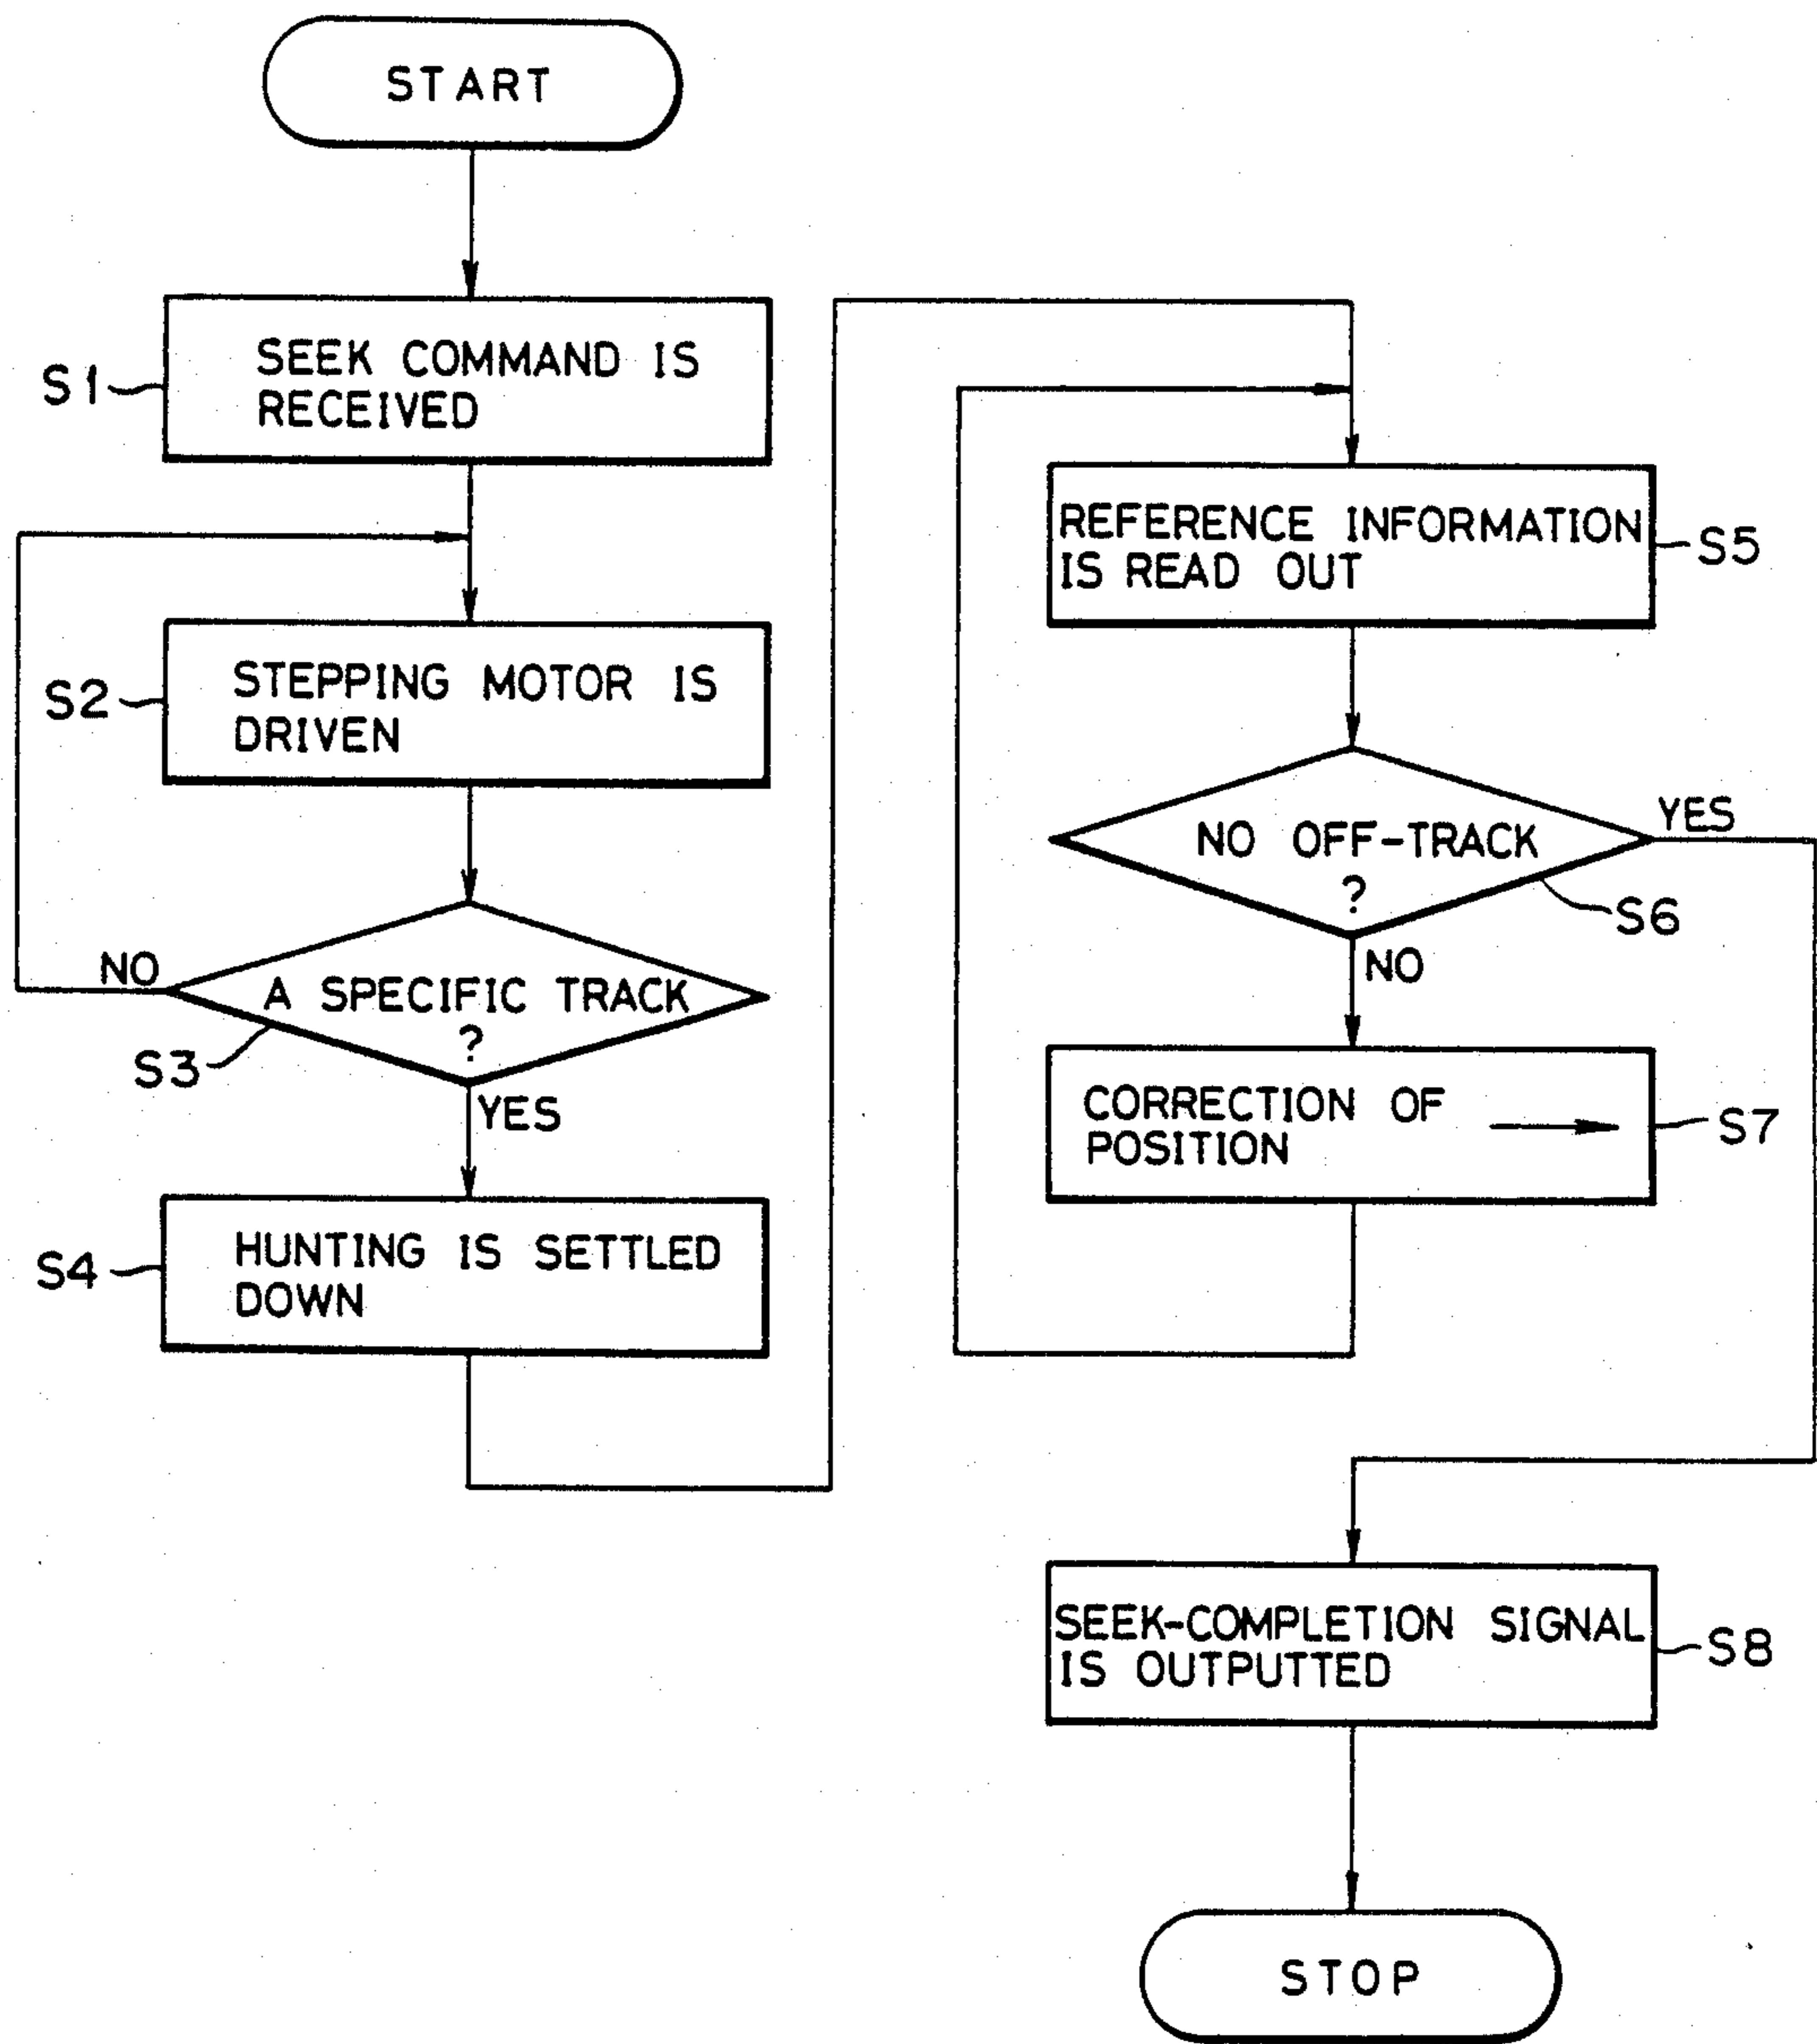 START
S1
SEEK COMMAND IS
RECEIVED
S2
STEPPING MOTOR IS
DRIVEN
NO
A SPECIFIC TRACK
?
S3
YES
S4
HUNTING IS SETTLED
DOWN
REFERENCE INFORMATION
IS READ OUT
S5
NO OFF-TRACK
?
YES
S6
NO
CORRECTION OF
POSITION
S7
SEEK-COMPLETION SIGNAL
IS OUTPUTTED
S8
STOP